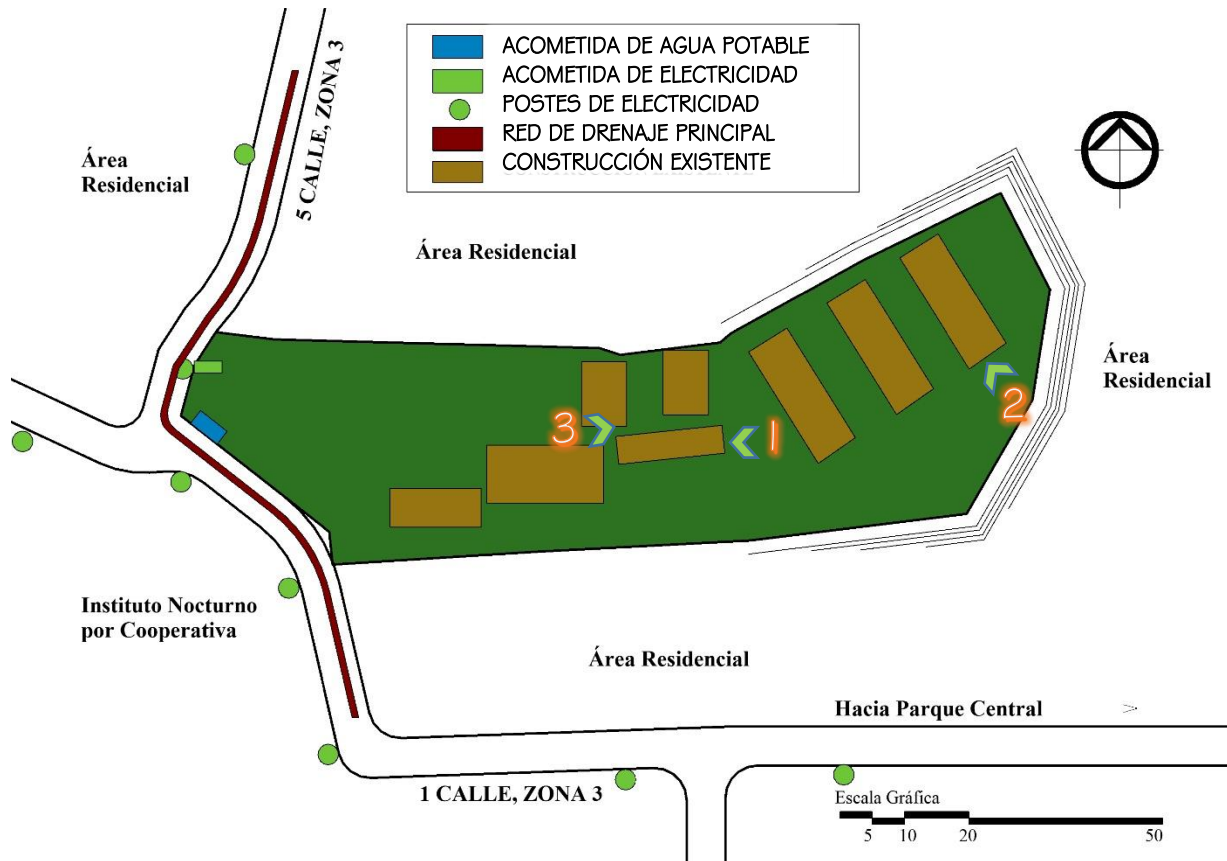 ACOMETIDA DE AGUA POTABLE
ACOMETIDA DE ELECTRICIDAD
POSTES DE ELECTRICIDAD
RED DE DRENAJE PRINCIPAL
CONSTRUCCIÓN EXISTENTE
5 CALLE, ZONA 3
Área
Residencial
Área Residencial
Área
Residencial
3
1
2
Instituto Nocturno
por Cooperativa
Área Residencial
Hacia Parque Central
1 CALLE, ZONA 3
Escala Gráfica
5 10 20 50